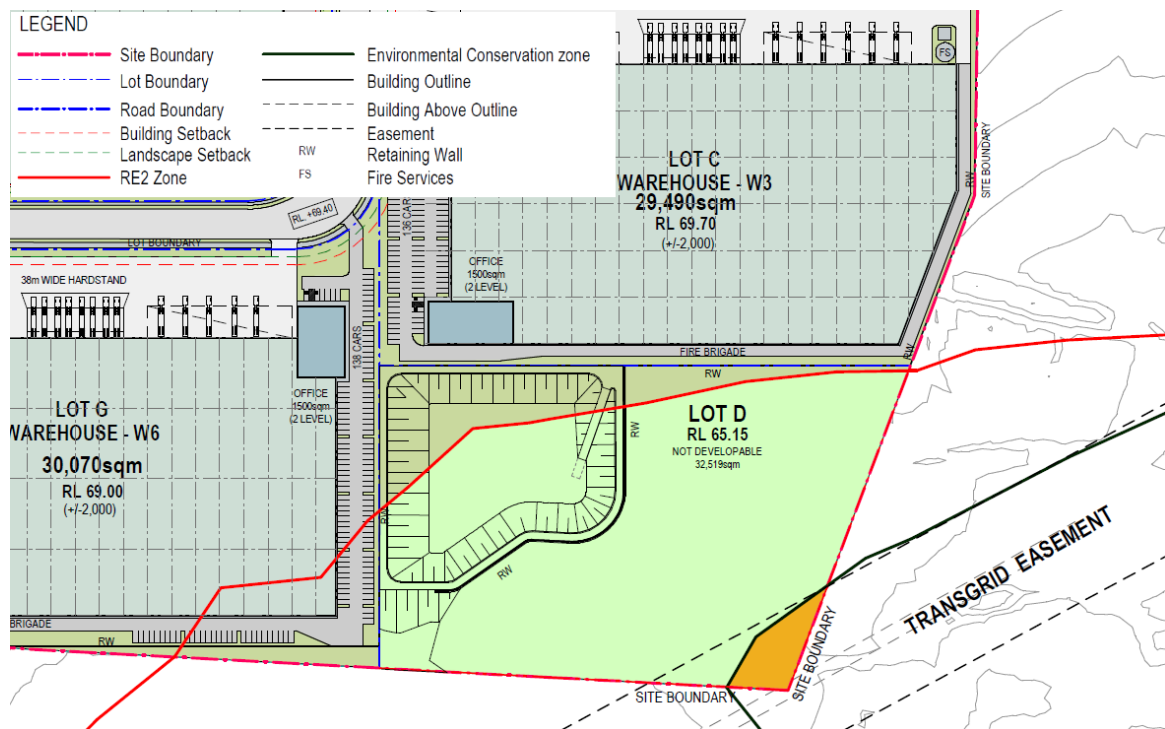 LEGEND
Site Boundary
Lot Boundary
Road Boundary
Building Setback
Landscape Setback
RE2 Zone
Environmental Conservation zone
Building Outline
Building Above Outline
Easement
RW Retaining Wall
FS Fire Services
FS
SITE BOUNDARY
RW
LOT C
WAREHOUSE - W3
29,490sqm
RL 69.70
(+/-2,000)
136 CARS
RL +69.40
LOT BOUNDARY
OFFICE
1500sqm
(2 LEVEL)
38m WIDE HARDSTAND
138 CARS
FIRE BRIGADE
RW
RW
OFFICE
1500sqm
(2 LEVEL)
LOT G
WAREHOUSE - W6
30,070sqm
RL 69.00
(+/-2,000)
LOT D
RL 65.15
NOT DEVELOPABLE
32,519sqm
RW
RW
RW
BRIGADE
RW
TRANSGRID EASEMENT
SITE BOUNDARY
SITE BOUNDARY